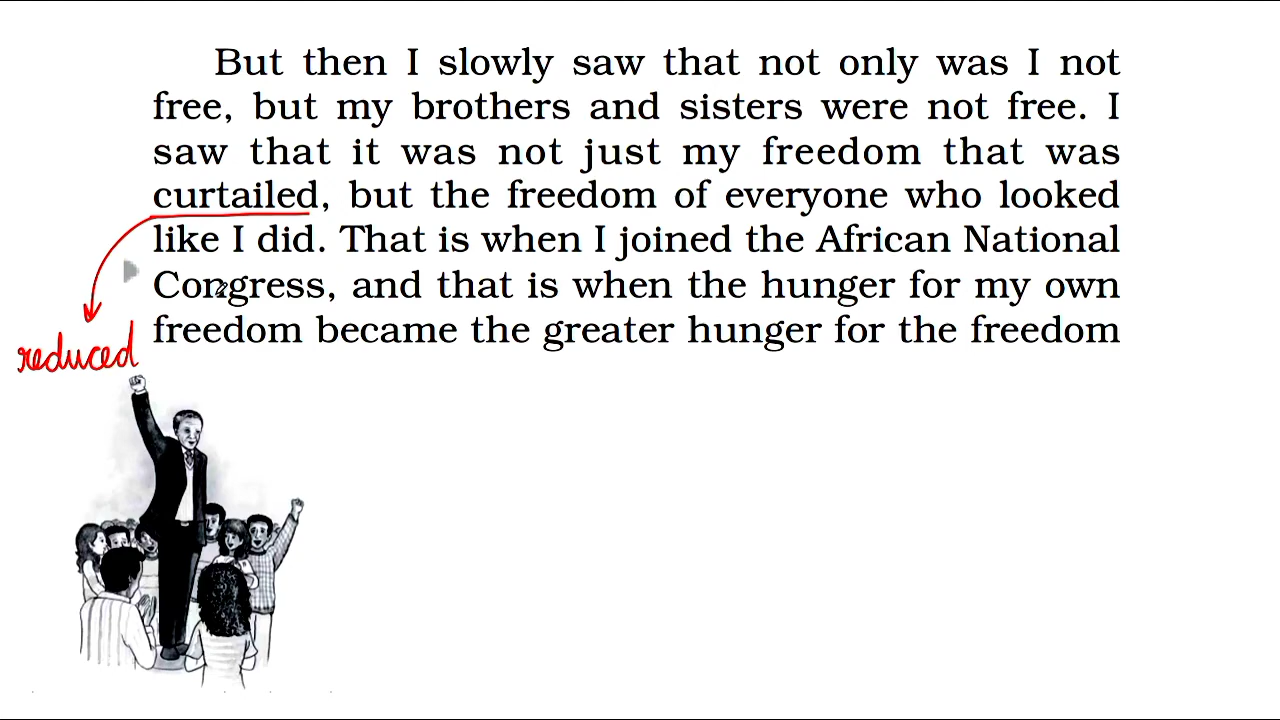 But then I slowly saw that not only was I not
free, but my brothers and sisters were not free. I
saw that it was not just my freedom that was
curtailed, but the freedom of everyone who looked
like I did. That is when I joined the African National
Congress, and that is when the hunger for my own
freedom became the greater hunger for the freedom
reduced